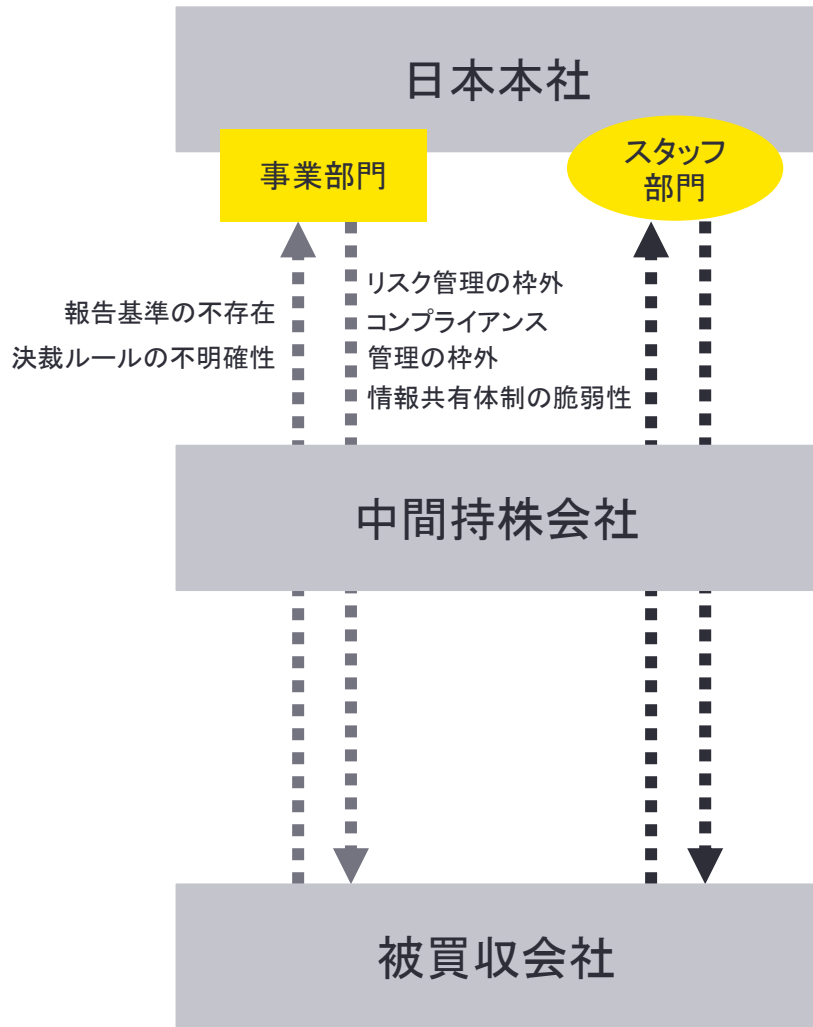 日本本社
事業部門
スタッフ
部門
報告基準の不存在
決裁ルールの不明確性
リスク管理の枠外
コンプライアンス
管理の枠外
情報共有体制の脆弱性
中間持株会社
被買収会社